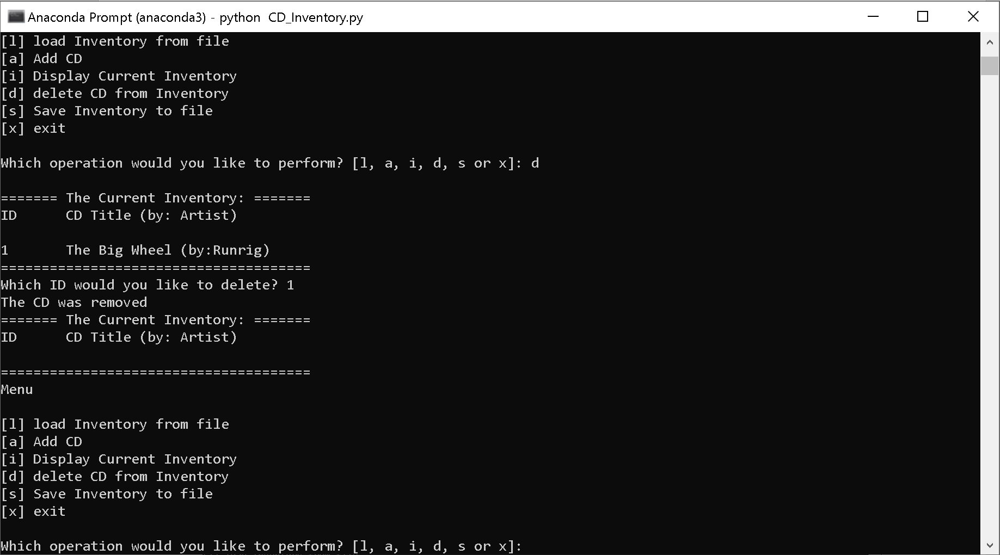 Anaconda Prompt (anaconda3) - python  CD_Inventory.py
[l] load Inventory from file
[a] Add CD
[i] Display Current Inventory
[d] delete CD from Inventory
[s] Save Inventory to file
[x] exit
Which operation would you like to perform? [l, a, i, d, s or x]: d
======= The Current Inventory: =======
ID      CD Title (by: Artist)
1       The Big Wheel (by:Runrig)
======================================
Which ID would you like to delete? 1
The CD was removed
======= The Current Inventory: =======
ID      CD Title (by: Artist)
======================================
Menu
[l] load Inventory from file
[a] Add CD
[i] Display Current Inventory
[d] delete CD from Inventory
[s] Save Inventory to file
[x] exit
Which operation would you like to perform? [l, a, i, d, s or x]: